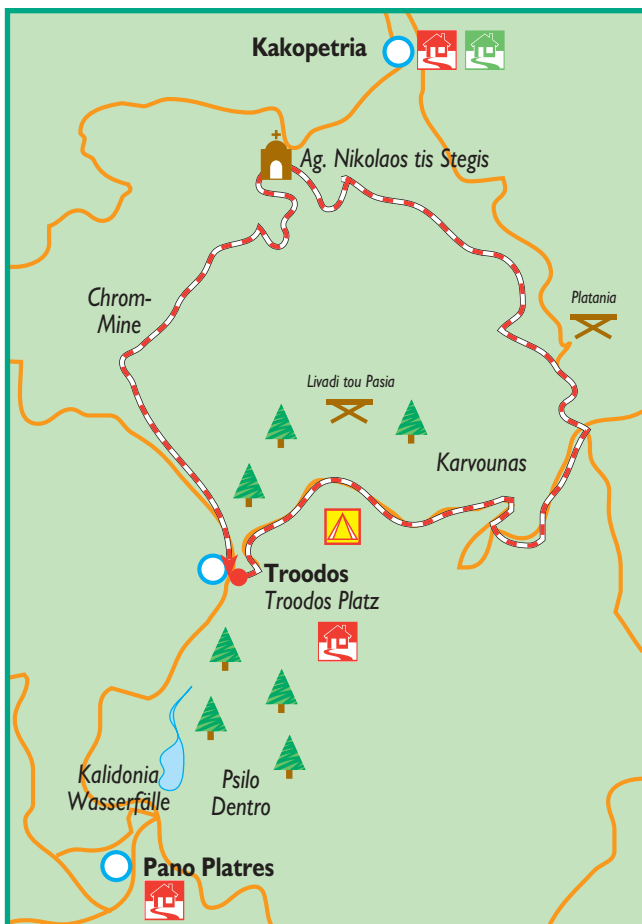 Kakopetria
Ag. Nikolaos tis Stegis
Chrom-
Mine
Platania
Livadi tou Pasia
Karvounas
Troodos
Troodos Platz
Kalidonia
Wasserfälle
Psilo
Dentro
Pano Platres